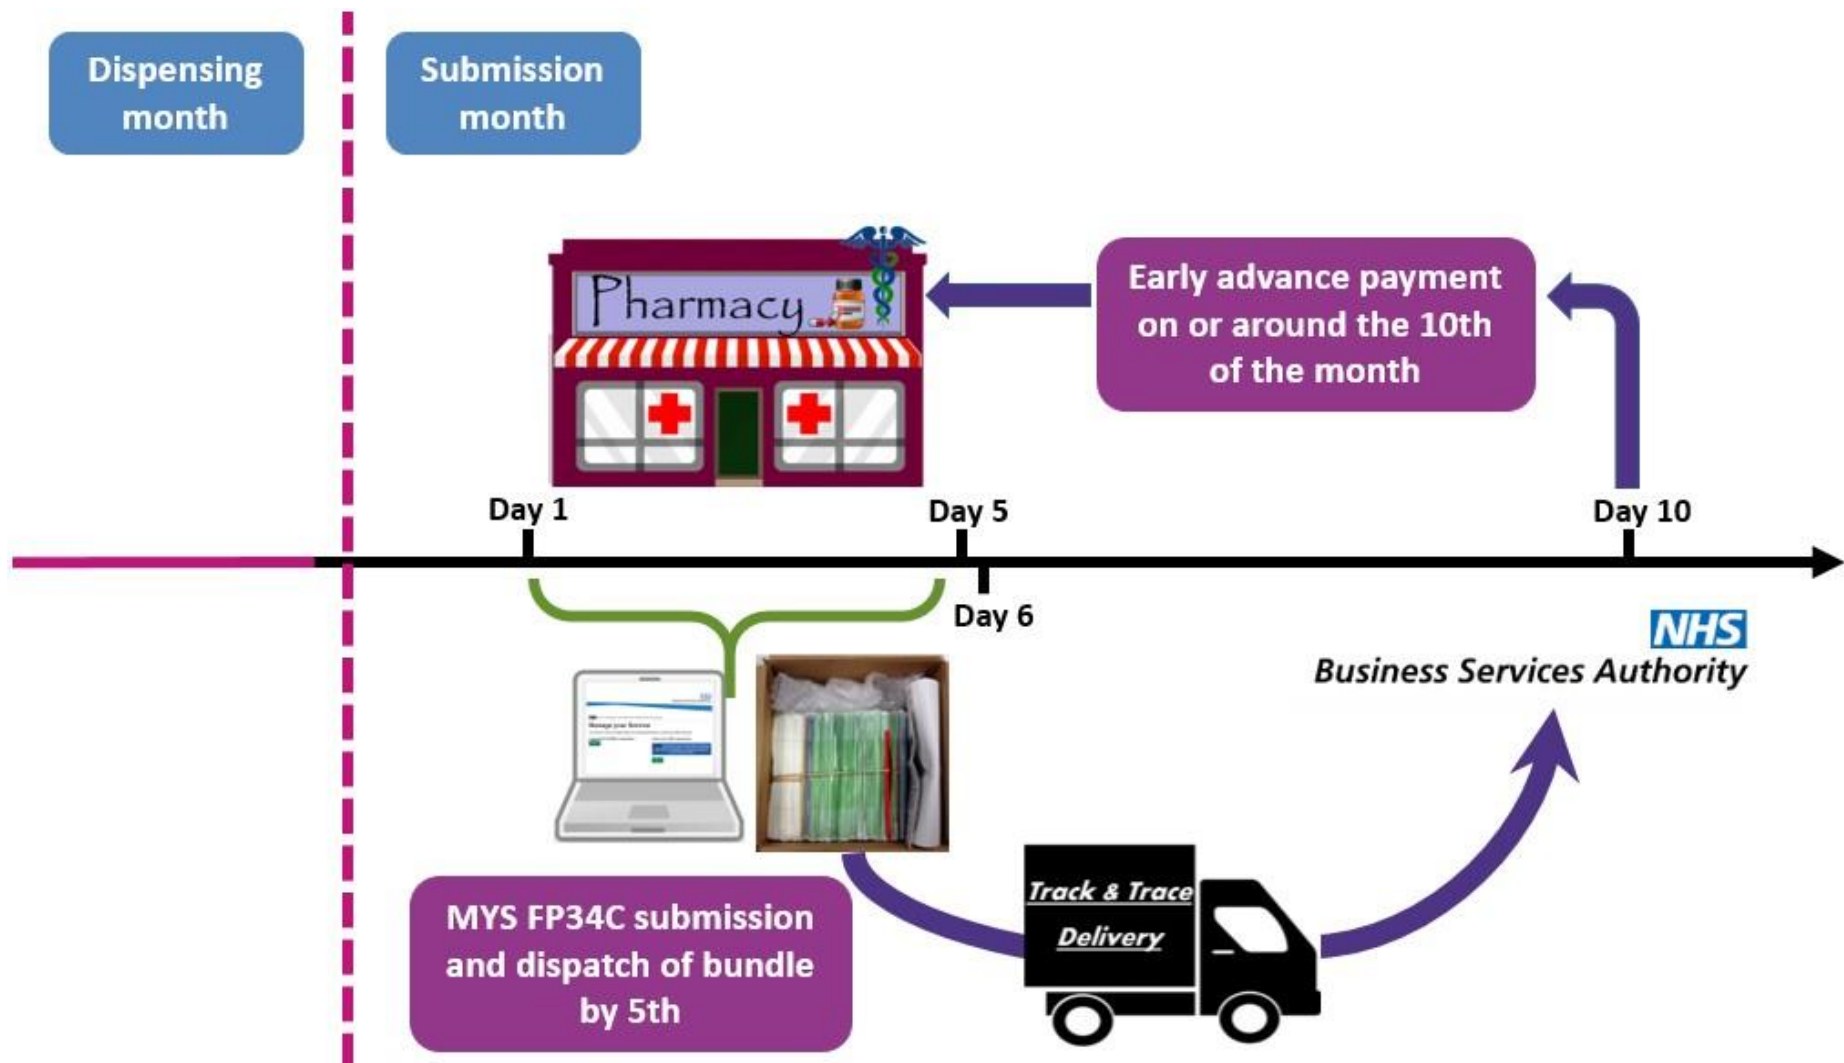 Dispensing
month
Submission
month
Pharmacy
Early advance payment
on or around the 10th
of the month
Day 1
Day 5
Day 10
Day 6
NHS
Business Services Authority
MYS FP34C submission
and dispatch of bundle
by 5th
Track & Trace
Delivery